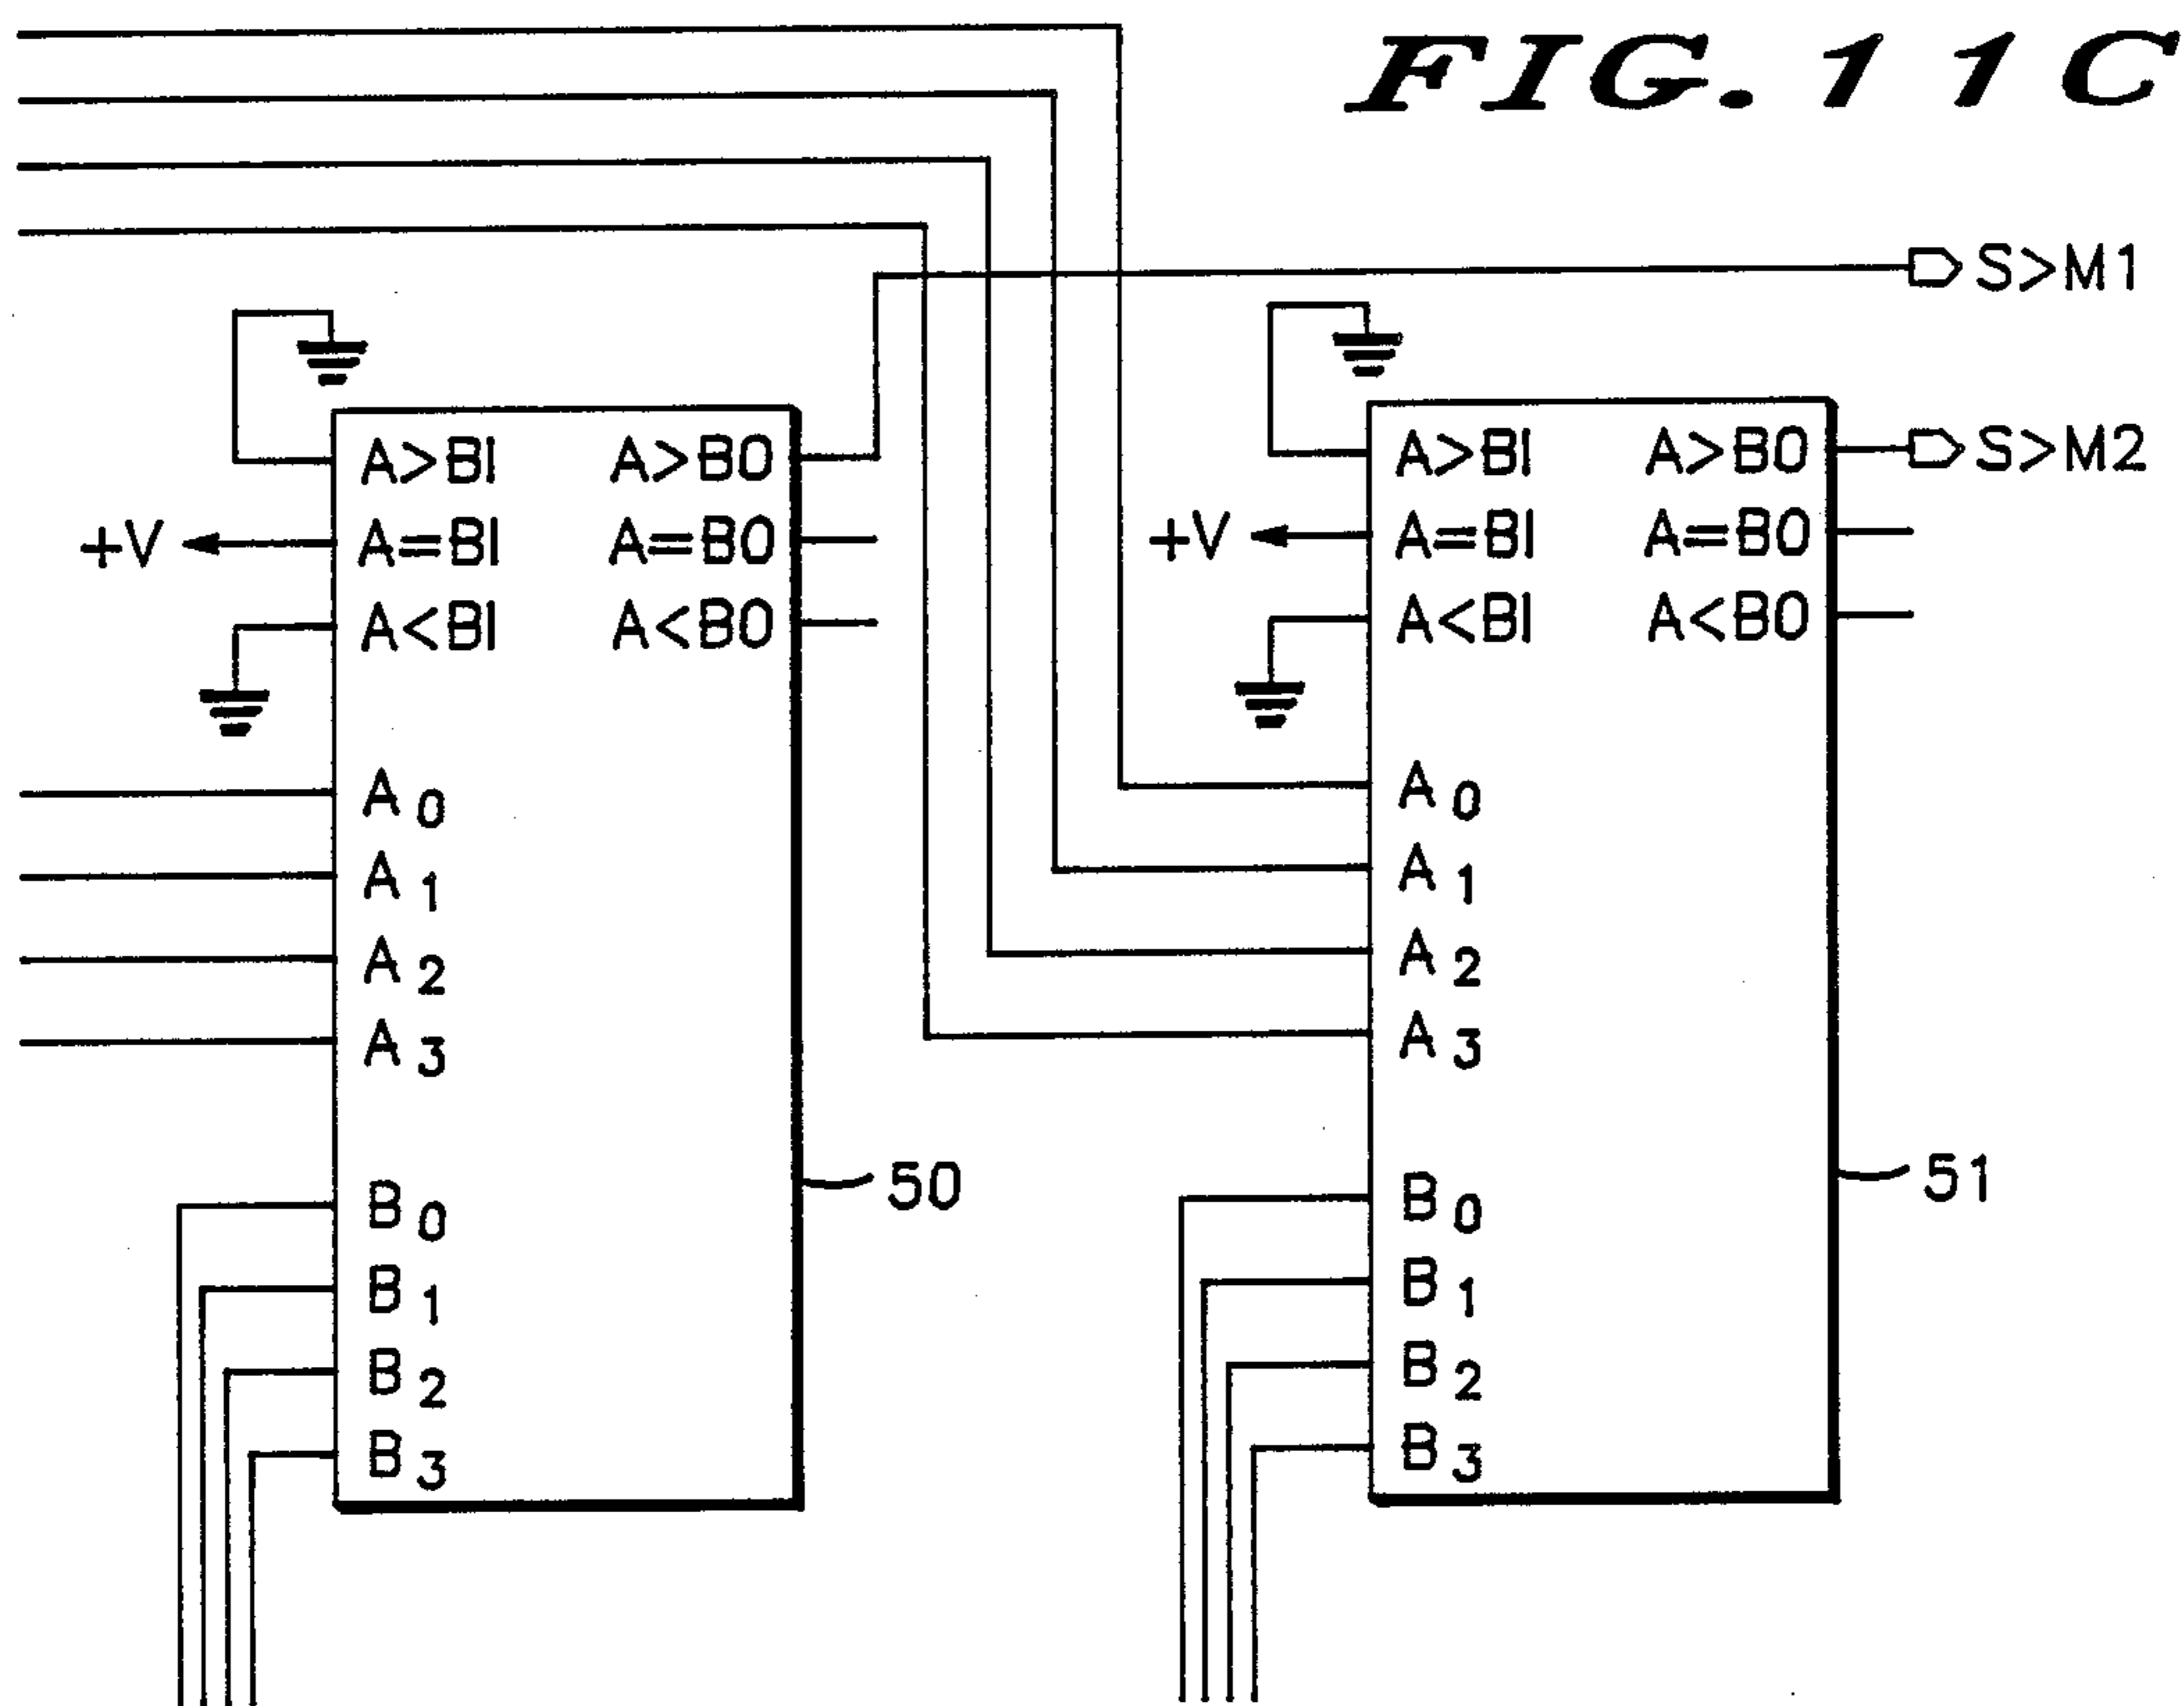 FIG. 11C
S>M1
A>BI A>BO
A=BI A=BO
A<BI A<BO
+V
A0
A1
A2
A3
B0
B1
B2
B3
50
A>BI A>BO
A=BI A=BO
A<BI A<BO
S>M2
+V
A0
A1
A2
A3
B0
B1
B2
B3
51